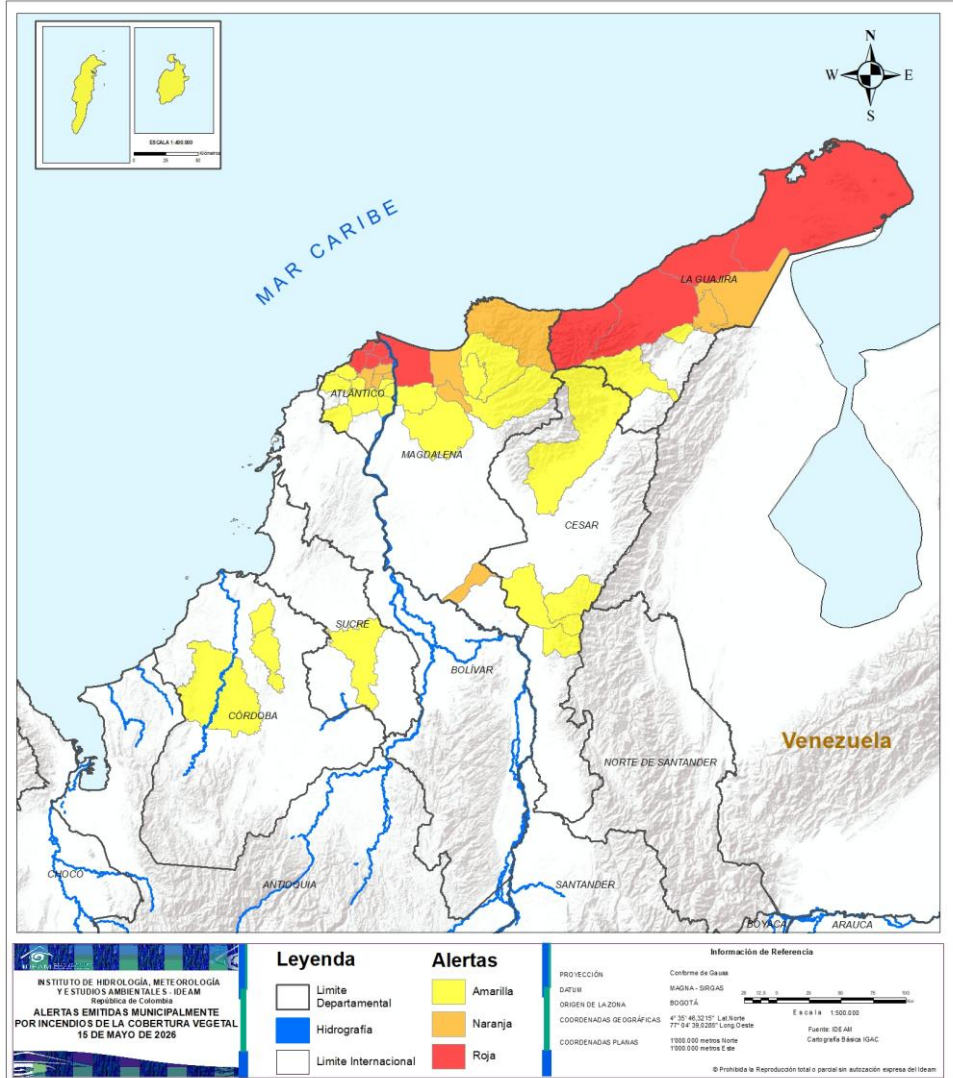 ESCALA 1:400.000
0 25 50
N
W E
S
MAR CARIBE
LA GUAJIRA
ATLÁNTICO
MAGDALENA
CESAR
SUCRE
BOLÍVAR
CÓRDOBA
Venezuela
NORTE DE SANTANDER
CHOCÓ
ANTIOQUIA
SANTANDER
BOYACÁ
ARAUCA
IDEAM
INSTITUTO DE HIDROLOGÍA, METEOROLOGÍA
Y ESTUDIOS AMBIENTALES - IDEAM
República de Colombia
ALERTAS EMITIDAS MUNICIPALMENTE
POR INCENDIOS DE LA COBERTURA VEGETAL
15 DE MAYO DE 2026
Leyenda
Limite
Departamental
Hidrografía
Limite Internacional
Alertas
Amarilla
Naranja
Roja
Información de Referencia
PROYECCIÓN Conforme de Gauss
DATUM MAGNA - SIRGAS
ORIGEN DE LA ZONA BOGOTÁ
COORDENADAS GEOGRÁFICAS 4° 35' 46,3215" Lat.Norte
77° 04' 39,0285" Long.Oeste
COORDENADAS PLANAS 1'000.000 metros Norte
1'000.000 metros Este
Escala 1:500.000
Fuente: IDEAM
Cartografía Básica IGAC
© Prohibida la Reproducción total o parcial sin autozación expresa del Ideam